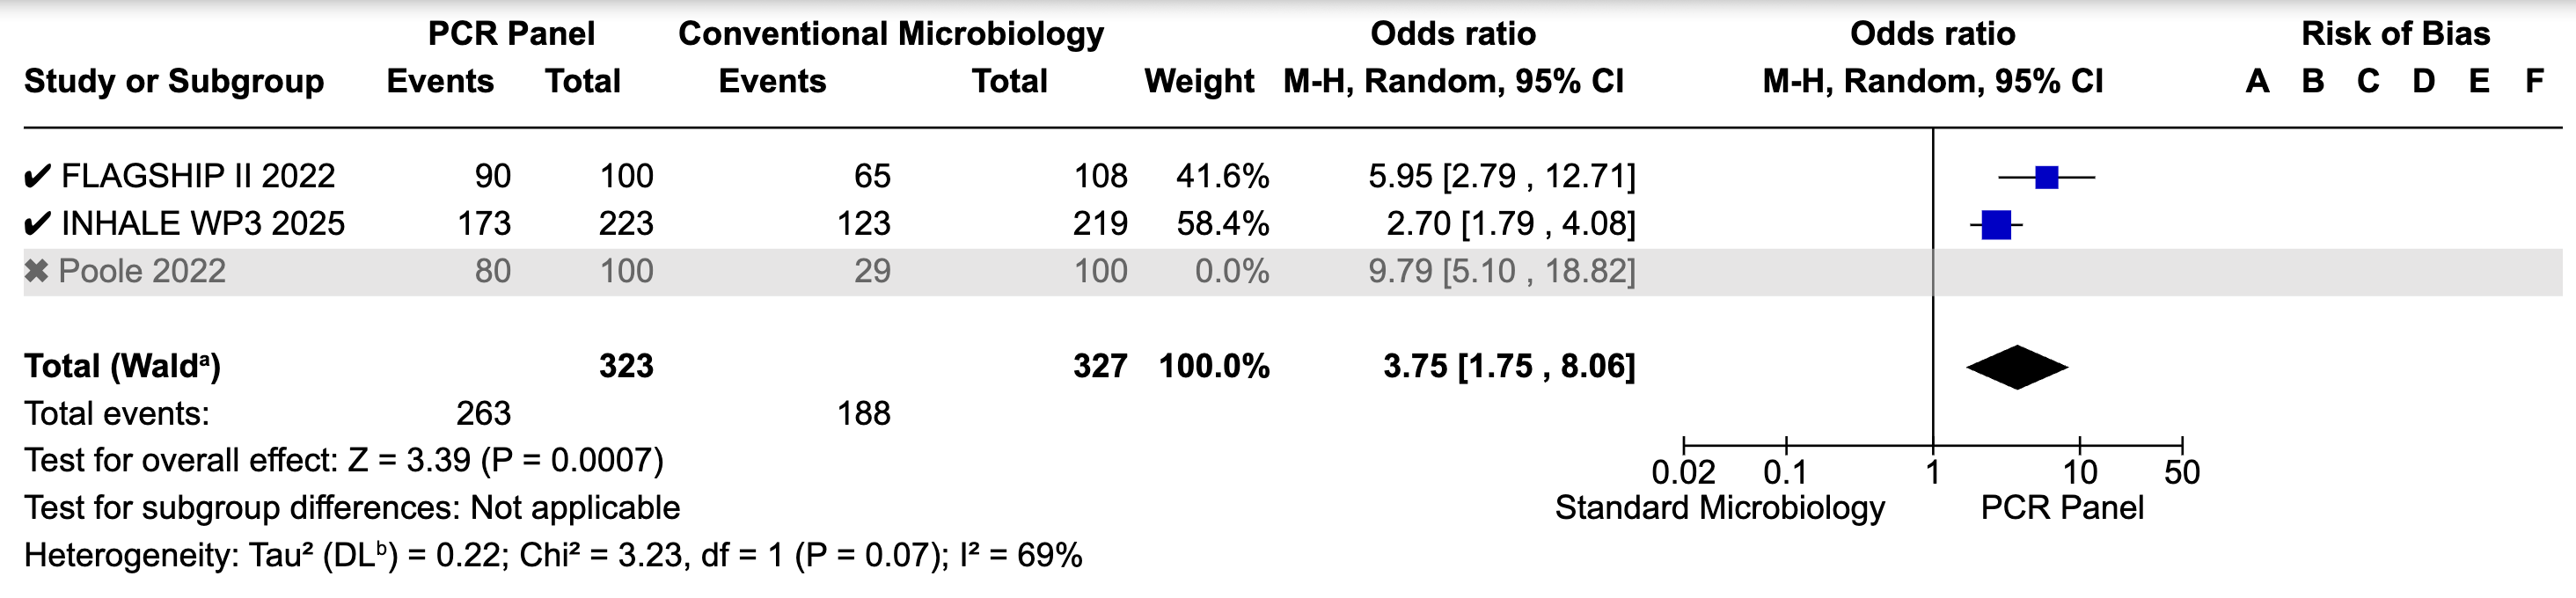 PCR Panel Conventional Microbiology Odds ratio Odds ratio Risk of Bias
Study or Subgroup Events Total Events Total Weight M-H, Random, 95% CI M-H, Random, 95% CI A B C D E F
✔ FLAGSHIP II 2022 90 100 65 108 41.6% 5.95 [2.79 , 12.71]
✔ INHALE WP3 2025 173 223 123 219 58.4% 2.70 [1.79 , 4.08]
✖ Poole 2022 80 100 29 100 0.0% 9.79 [5.10 , 18.82]
Total (Waldᵃ) 323 327 100.0% 3.75 [1.75 , 8.06]
Total events: 263 188
Test for overall effect: Z = 3.39 (P = 0.0007)
0.02 0.1 1 10 50
Test for subgroup differences: Not applicable Standard Microbiology PCR Panel
Heterogeneity: Tau² (DLᵇ) = 0.22; Chi² = 3.23, df = 1 (P = 0.07); I² = 69%